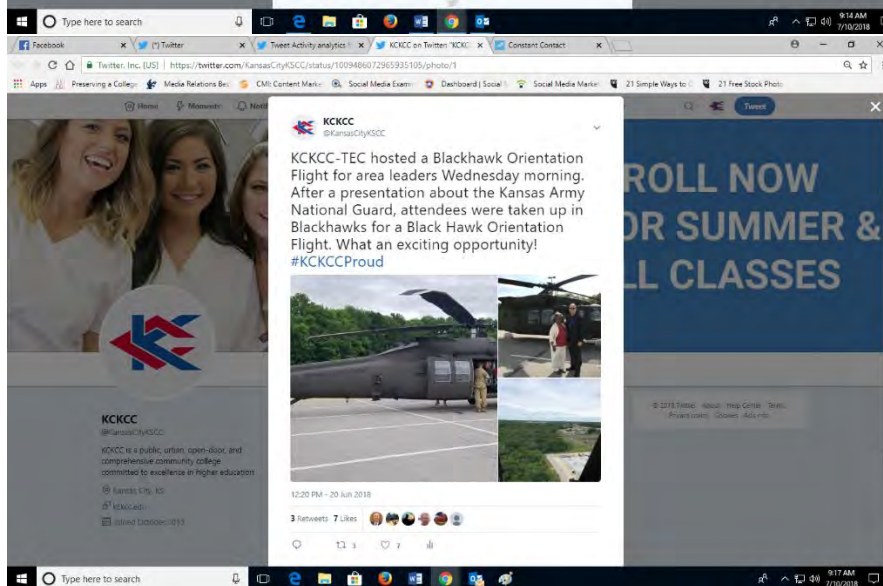 Type here to search
9:14 AM
7/10/2018
Facebook
(*) Twitter
Tweet Activity analytics
KCKCC on Twitter: "KCKC
Constant Contact
Twitter, Inc. [US] | https://twitter.com/KansasCityKSCC/status/1009486072965935105/photo/1
Apps Preserving a College Media Relations Bes CMI: Content Marke Social Media Exam Dashboard | Social Social Media Marke 21 Simple Ways to 21 Free Stock Phot
Home Moments Tweet
KCKCC
@KansasCityKSCC
KCKCC-TEC hosted a Blackhawk Orientation
Flight for area leaders Wednesday morning.
After a presentation about the Kansas Army
National Guard, attendees were taken up in
Blackhawks for a Black Hawk Orientation
Flight. What an exciting opportunity!
#KCKCCProud
ROLL NOW
OR SUMMER &
LL CLASSES
KCKCC
@KansasCityKSCC
KCKCC is a public, urban, open-door, and
comprehensive community college
committed to excellence in higher education
Kansas City, KS
kckcc.edu
12:20 PM - 20 Jun 2018
3 Retweets 7 Likes
3 7
Type here to search
9:17 AM
7/10/2018